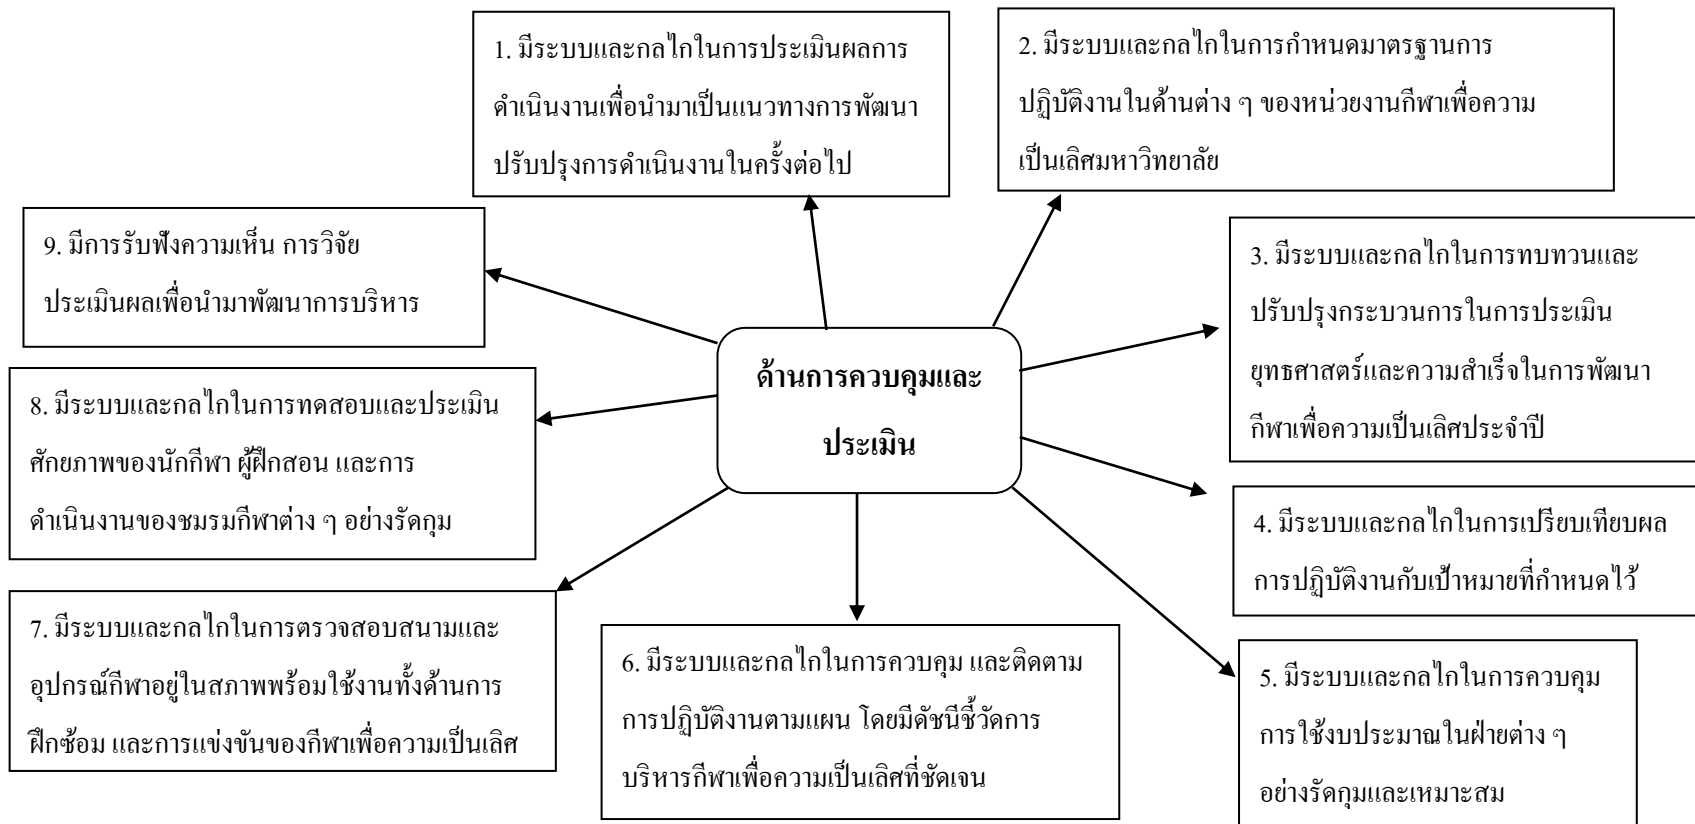 1. มีระบบและกลไกในการประเมินผลการ
ดำเนินงานเพื่อนำมาเป็นแนวทางการพัฒนา
ปรับปรุงการดำเนินงานในครั้งต่อไป
2. มีระบบและกลไกในการกำหนดมาตรฐานการ
ปฏิบัติงานในด้านต่าง ๆ ของหน่วยงานกีฬาเพื่อความ
เป็นเลิศมหาวิทยาลัย
3. มีระบบและกลไกในการทบทวนและ
ปรับปรุงกระบวนการในการประเมิน
ยุทธศาสตร์และความสำเร็จในการพัฒนา
กีฬาเพื่อความเป็นเลิศประจำปี
4. มีระบบและกลไกในการเปรียบเทียบผล
การปฏิบัติงานกับเป้าหมายที่กำหนดไว้
5. มีระบบและกลไกในการควบคุม
การใช้งบประมาณในฝ่ายต่าง ๆ
อย่างรัดกุมและเหมาะสม
6. มีระบบและกลไกในการควบคุม และติดตาม
การปฏิบัติงานตามแผน โดยมีดัชนีชี้วัดการ
บริหารกีฬาเพื่อความเป็นเลิศที่ชัดเจน
7. มีระบบและกลไกในการตรวจสอบสนามและ
อุปกรณ์กีฬาอยู่ในสภาพพร้อมใช้งานทั้งด้านการ
ฝึกซ้อม และการแข่งขันของกีฬาเพื่อความเป็นเลิศ
8. มีระบบและกลไกในการทดสอบและประเมิน
ศักยภาพของนักกีฬา ผู้ฝึกสอน และการ
ดำเนินงานของชมรมกีฬาต่าง ๆ อย่างรัดกุม
9. มีการรับฟังความเห็น การวิจัย
ประเมินผลเพื่อนำมาพัฒนาการบริหาร
ด้านการควบคุมและ
ประเมิน